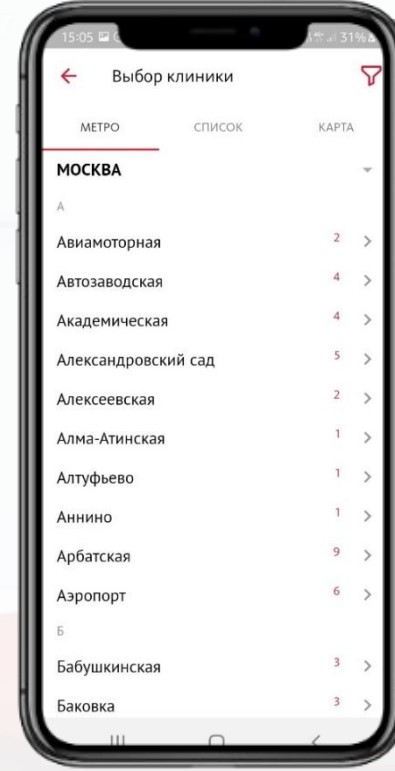 15:05
31%
Выбор клиники
МЕТРО СПИСОК КАРТА
МОСКВА
А
Авиамоторная 2
Автозаводская 4
Академическая 4
Александровский сад 5
Алексеевская 2
Алма-Атинская 1
Алтуфьево 1
Аннино 1
Арбатская 9
Аэропорт 6
Б
Бабушкинская 3
Баковка 3